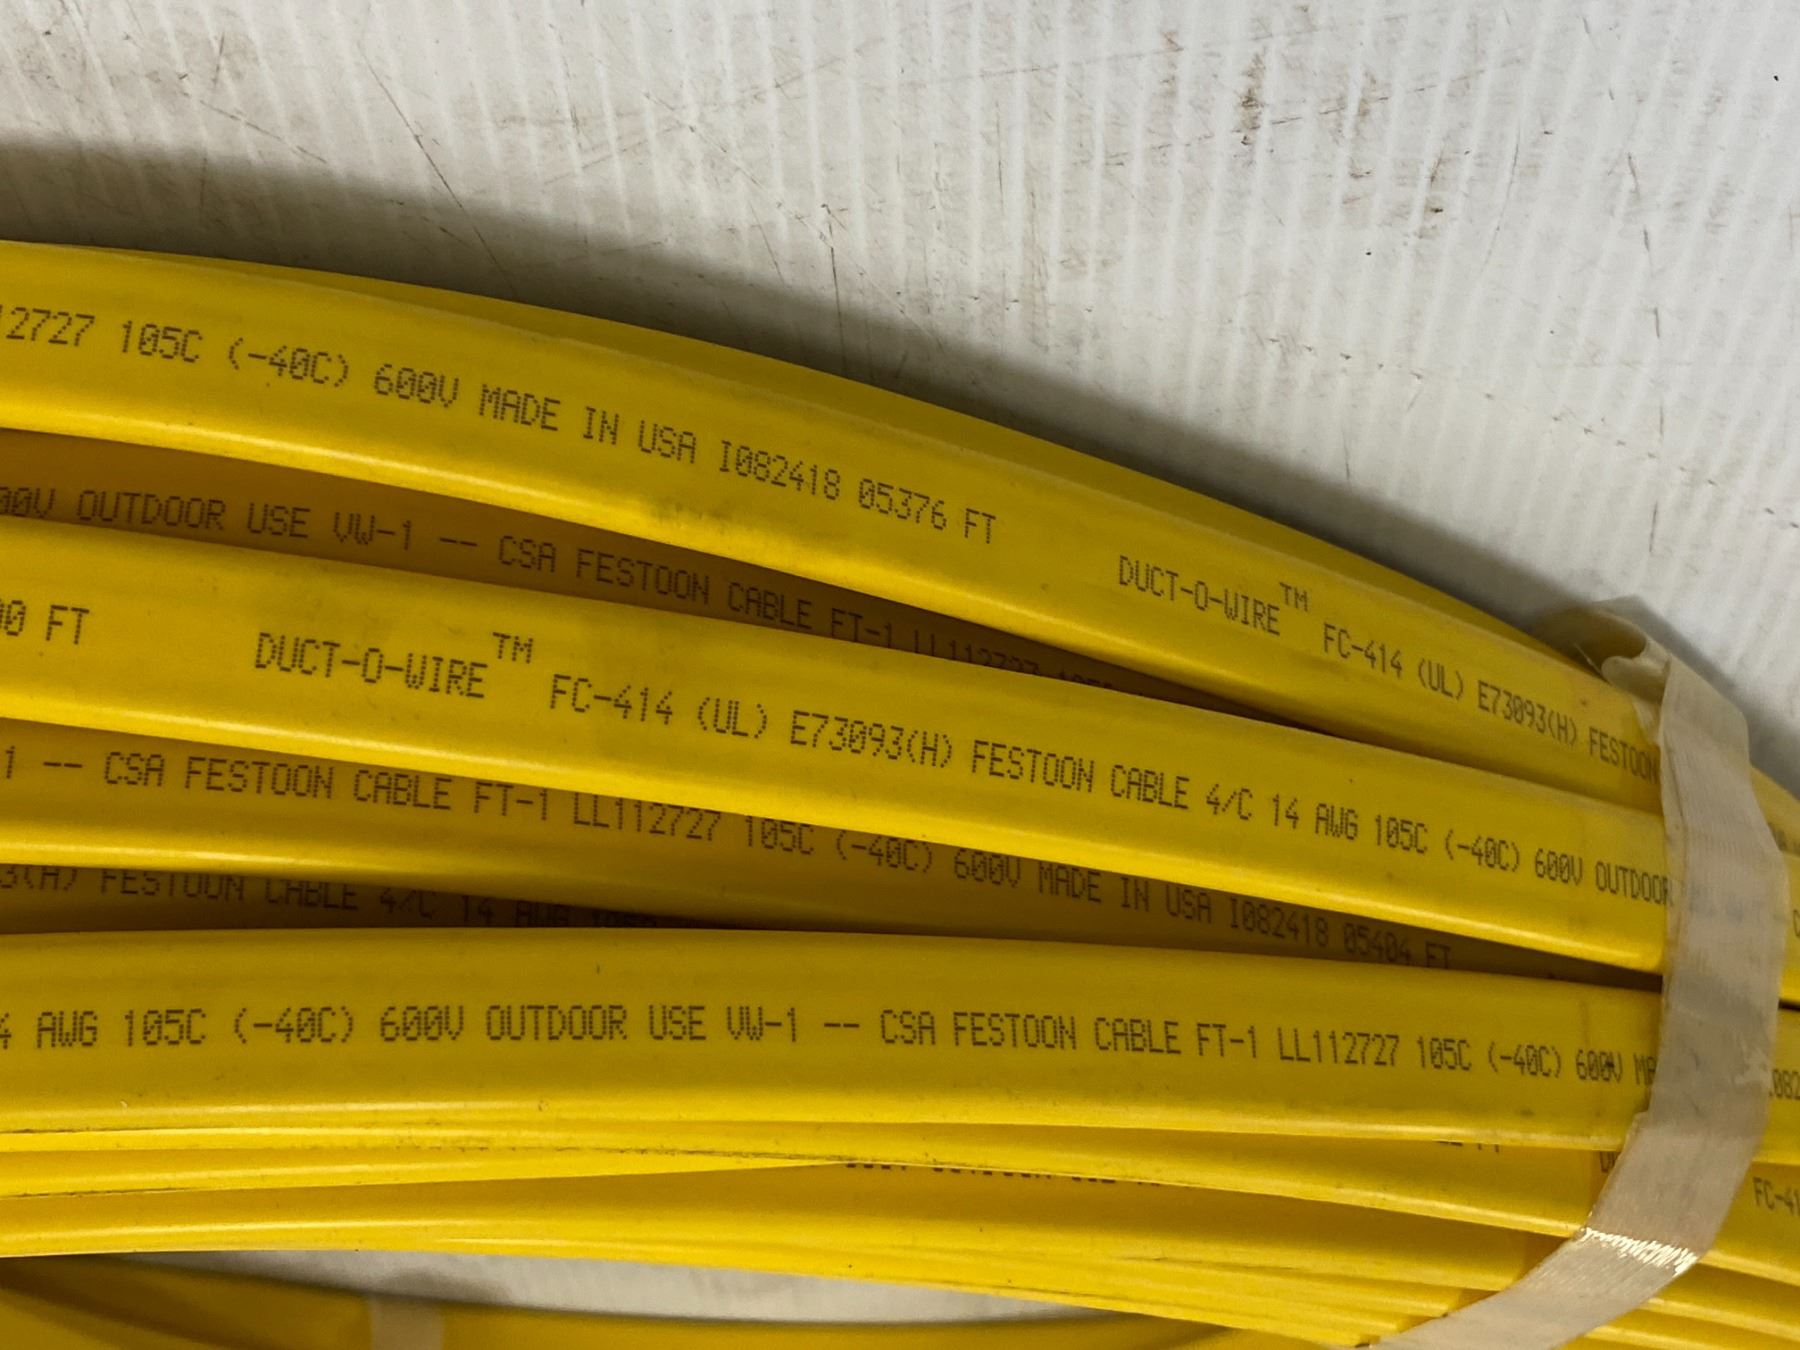 12727 105C (-40C) 600V MADE IN USA I082418 05376 FT DUCT-O-WIRE™ FC-414 (UL) E73093(H) FESTOON
OUTDOOR USE VW-1 -- CSA FESTOON CABLE FT-1 LL112727
FT DUCT-O-WIRE™ FC-414 (UL) E73093(H) FESTOON CABLE 4/C 14 AWG 105C (-40C) 600V OUTDOOR
1 -- CSA FESTOON CABLE FT-1 LL112727 105C (-40C) 600V MADE IN USA I082418 05404 FT
3(H) FESTOON CABLE 4/C 14 AWG
AWG 105C (-40C) 600V OUTDOOR USE VW-1 -- CSA FESTOON CABLE FT-1 LL112727 105C (-40C) 600V